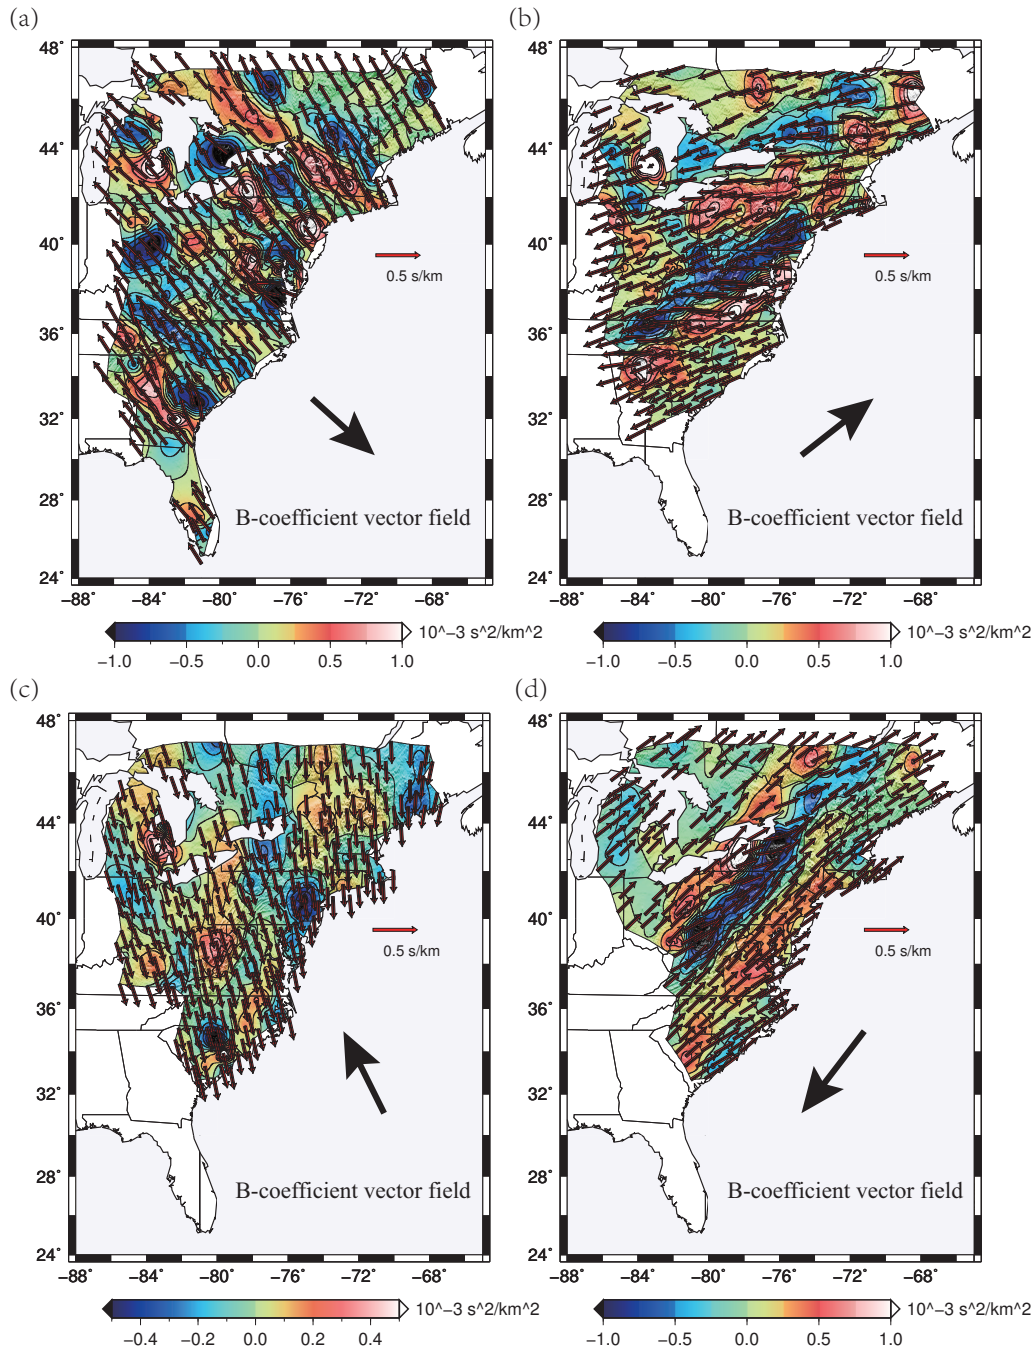 (a)
(b)
48°
44°
40°
36°
32°
28°
24°
−88 −84 −80 −76 −72 −68
0.5 s/km
B-coefficient vector field
10^−3 s^2/km^2
−1.0 −0.5 0.0 0.5 1.0
48°
44°
40°
36°
32°
28°
24°
−88 −84 −80 −76 −72 −68
0.5 s/km
B-coefficient vector field
10^−3 s^2/km^2
−1.0 −0.5 0.0 0.5 1.0
(c)
(d)
48°
44°
40°
36°
32°
28°
24°
−88 −84 −80 −76 −72 −68
0.5 s/km
B-coefficient vector field
10^−3 s^2/km^2
−0.4 −0.2 0.0 0.2 0.4
48°
44°
40°
36°
32°
28°
24°
−88 −84 −80 −76 −72 −68
0.5 s/km
B-coefficient vector field
10^−3 s^2/km^2
−1.0 −0.5 0.0 0.5 1.0